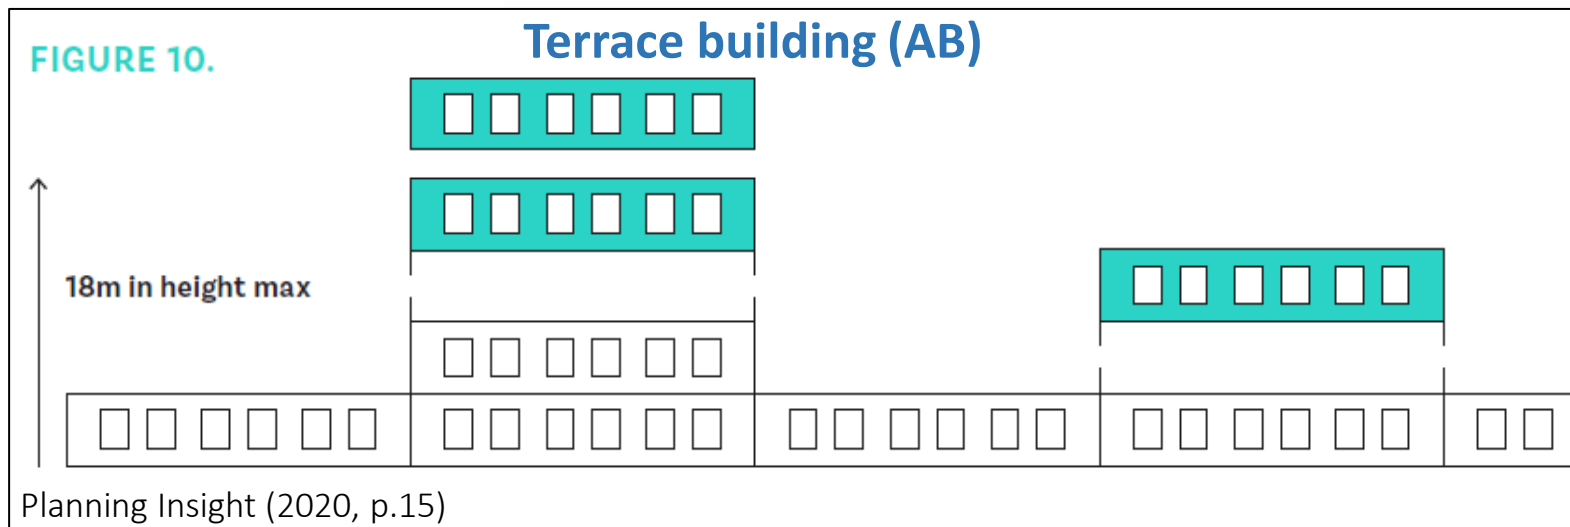 Terrace building (AB)
FIGURE 10.
18m in height max
Planning Insight (2020, p.15)